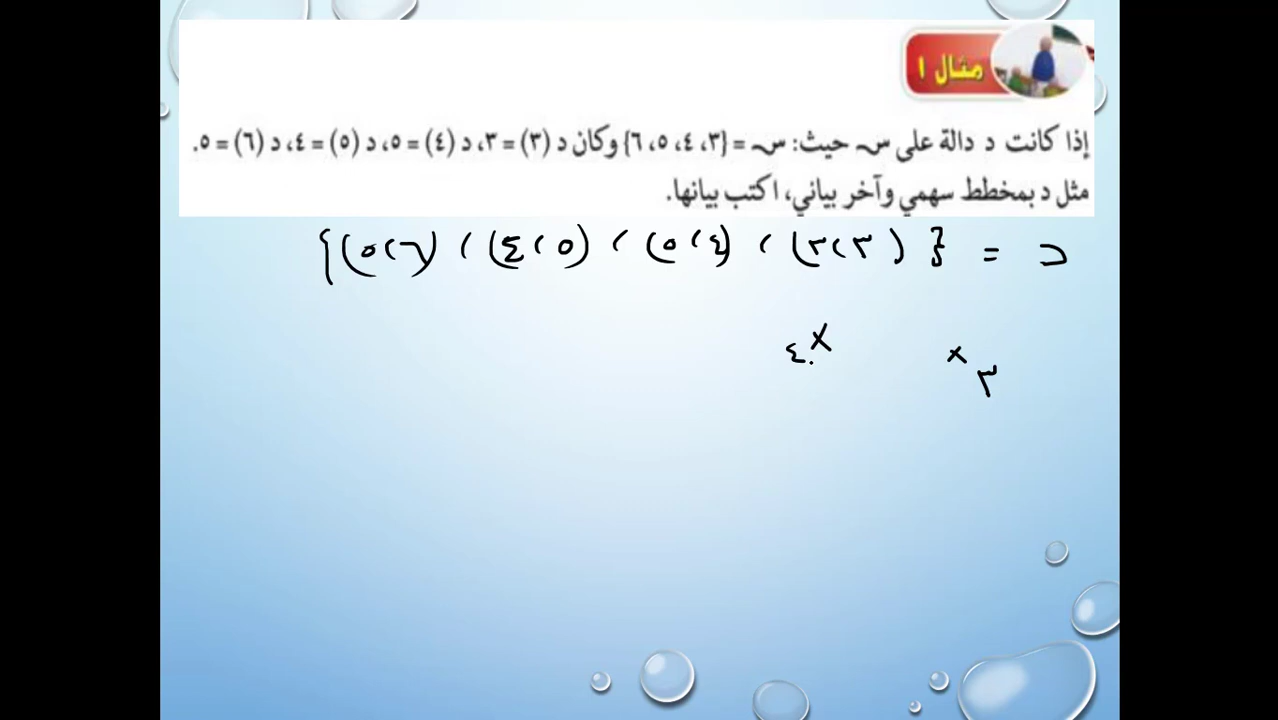 مثال ١
إذا كانت د دالة على سـ حيث: سـ = {٣، ٤، ٥، ٦} وكان د (٣) = ٣، د (٤) = ٥، د (٥) = ٤، د (٦) = ٥.
مثل د بمخطط سهمي وآخر بياني، اكتب بيانها.
د = { (٣، ٣) ، (٤، ٥) ، (٥، ٤) ، (٦، ٥) }
× ٣
× ٤